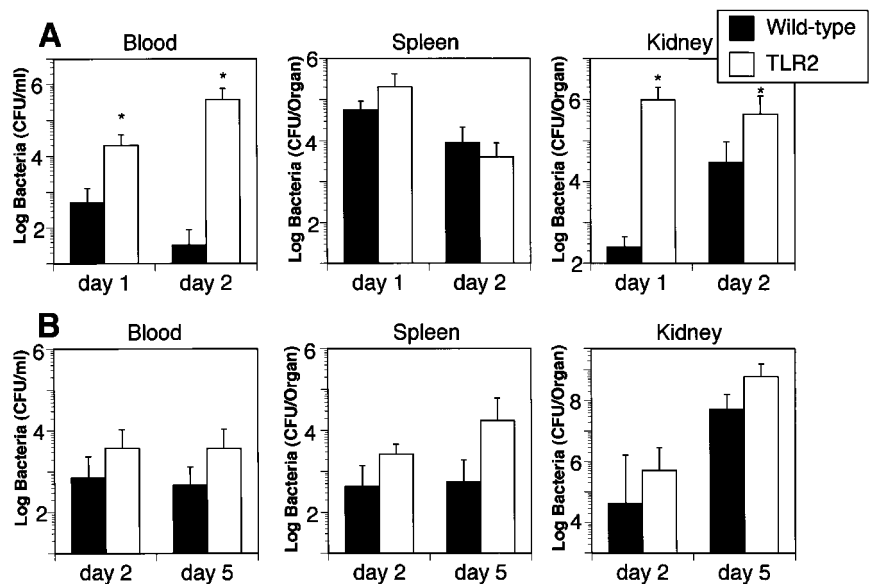 A
Blood
Spleen
Kidney
Wild-type
TLR2
Log Bacteria (CFU/ml)
6
4
2
*
*
day 1 day 2
Log Bacteria (CFU/Organ)
6
4
2
day 1 day 2
Log Bacteria (CFU/Organ)
6
4
2
*
*
day 1 day 2
B
Blood
Spleen
Kidney
Log Bacteria (CFU/ml)
6
4
2
day 2 day 5
Log Bacteria (CFU/Organ)
6
4
2
day 2 day 5
Log Bacteria (CFU/Organ)
8
6
4
day 2 day 5